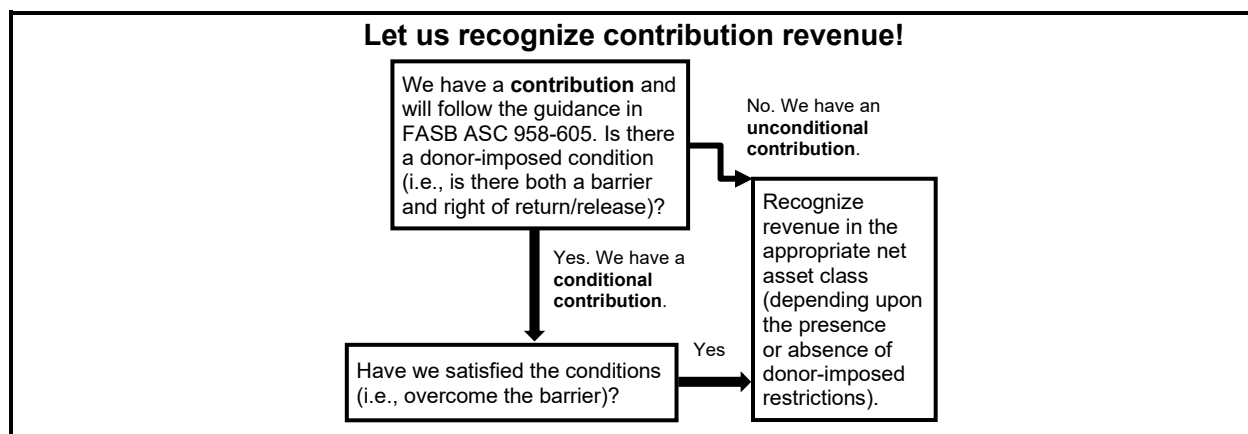 Let us recognize contribution revenue!
We have a contribution and
will follow the guidance in
FASB ASC 958-605. Is there
a donor-imposed condition
(i.e., is there both a barrier
and right of return/release)?
No. We have an
unconditional
contribution.
Recognize
revenue in the
appropriate net
asset class
(depending upon
the presence
or absence of
donor-imposed
restrictions).
Yes. We have a
conditional
contribution.
Have we satisfied the conditions
(i.e., overcome the barrier)?
Yes